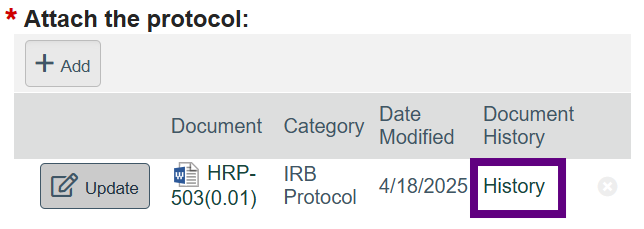 * Attach the protocol:
+ Add
Document Category Date Modified Document History
Update HRP-503(0.01) IRB Protocol 4/18/2025 History